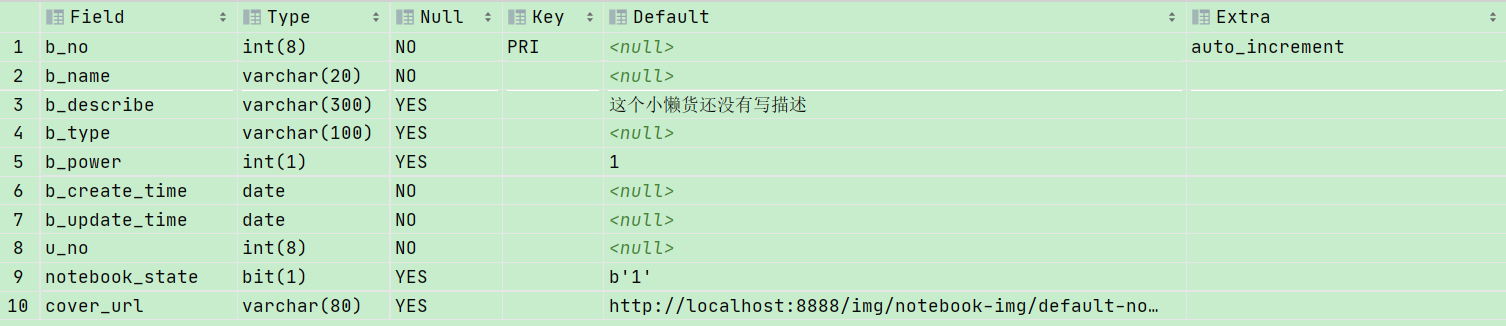 Field Type Null Key Default Extra
1 b_no int(8) NO PRI <null> auto_increment
2 b_name varchar(20) NO <null>
3 b_describe varchar(300) YES 这个小懒货还没有写描述
4 b_type varchar(100) YES <null>
5 b_power int(1) YES 1
6 b_create_time date NO <null>
7 b_update_time date NO <null>
8 u_no int(8) NO <null>
9 notebook_state bit(1) YES b'1'
10 cover_url varchar(80) YES http://localhost:8888/img/notebook-img/default-no…